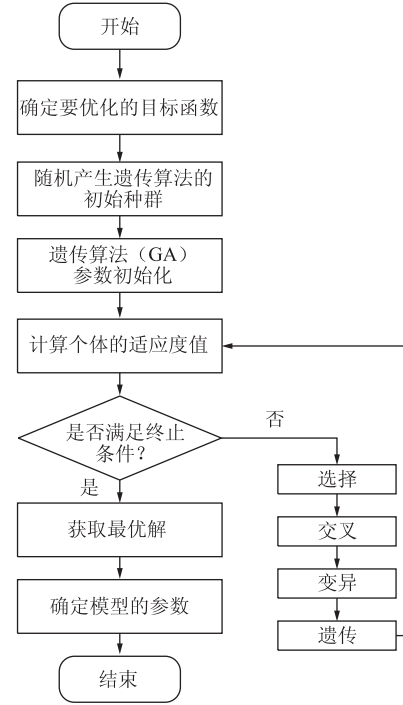 开始
确定要优化的目标函数
随机产生遗传算法的
初始种群
遗传算法（GA）
参数初始化
计算个体的适应度值
是否满足终止
条件？
否
是
选择
交叉
变异
遗传
获取最优解
确定模型的参数
结束